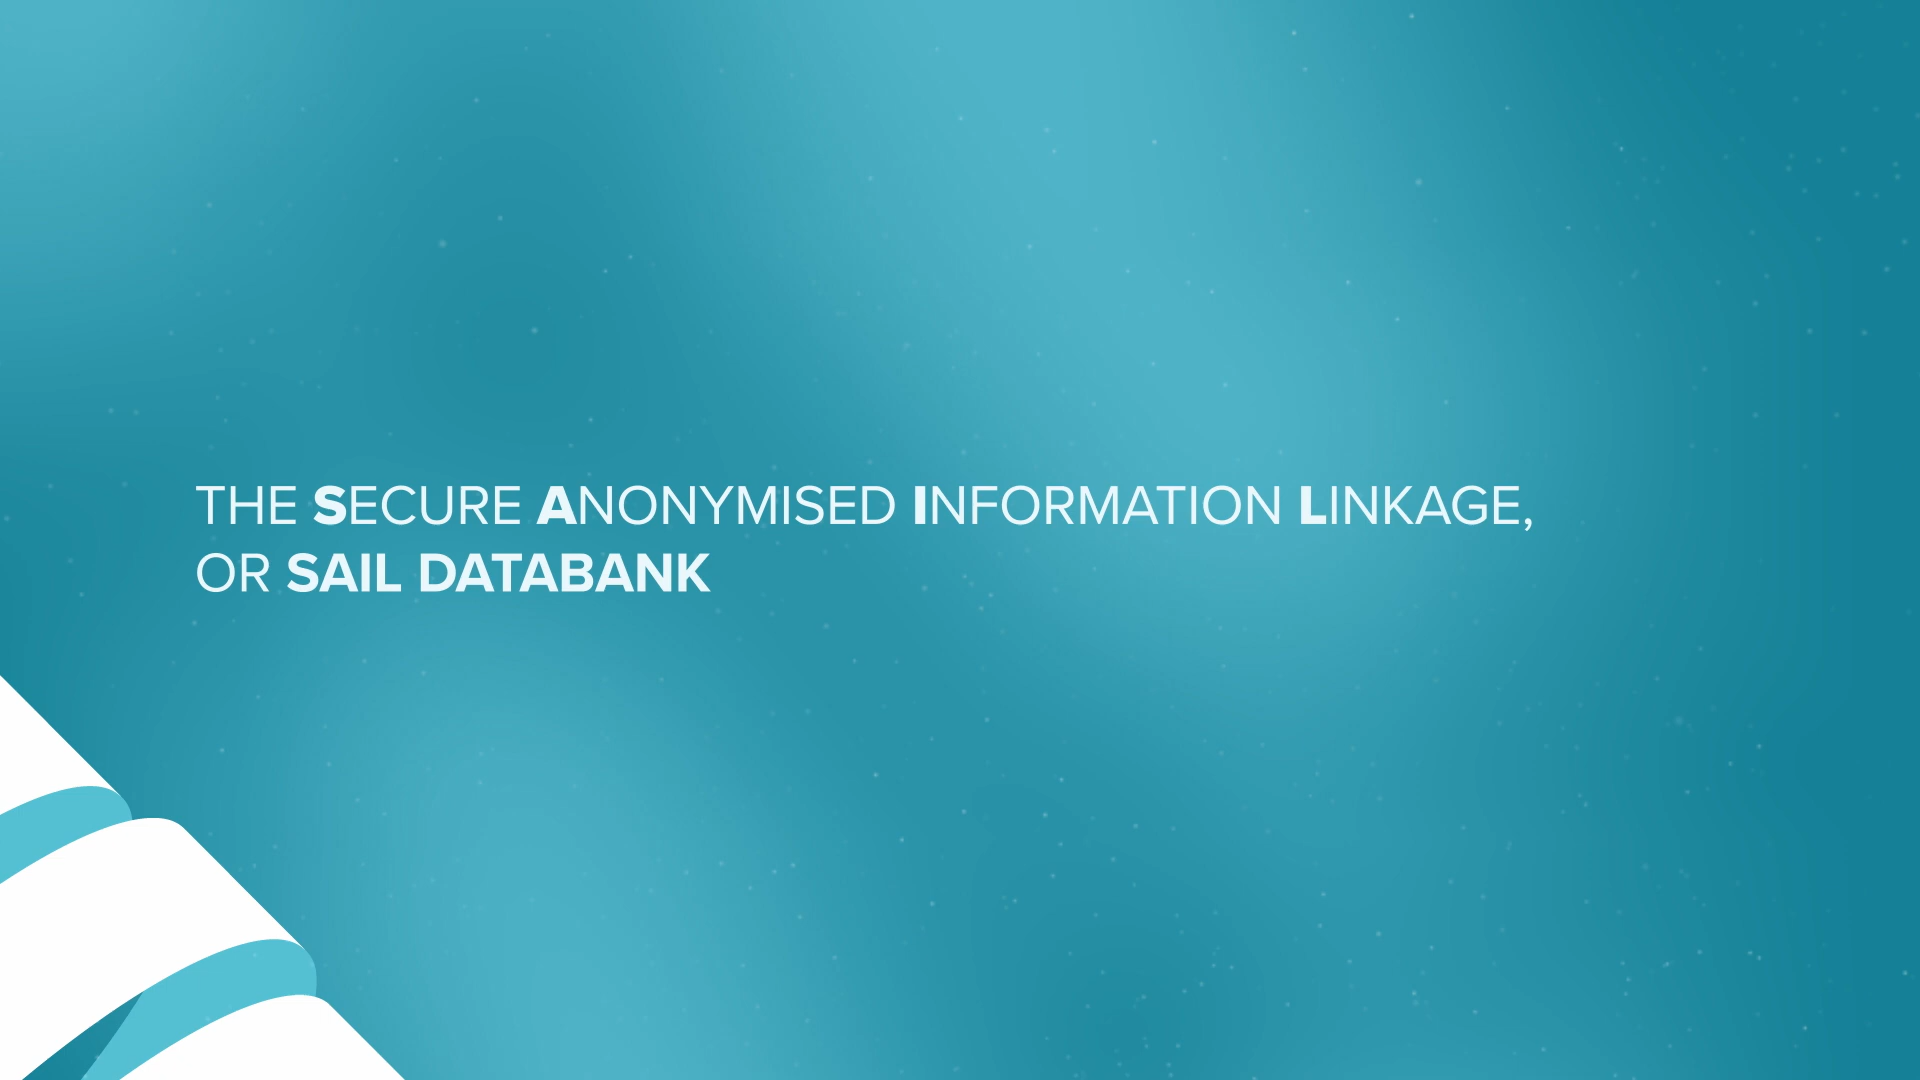 THE SECURE ANONYMISED INFORMATION LINKAGE,
OR SAIL DATABANK